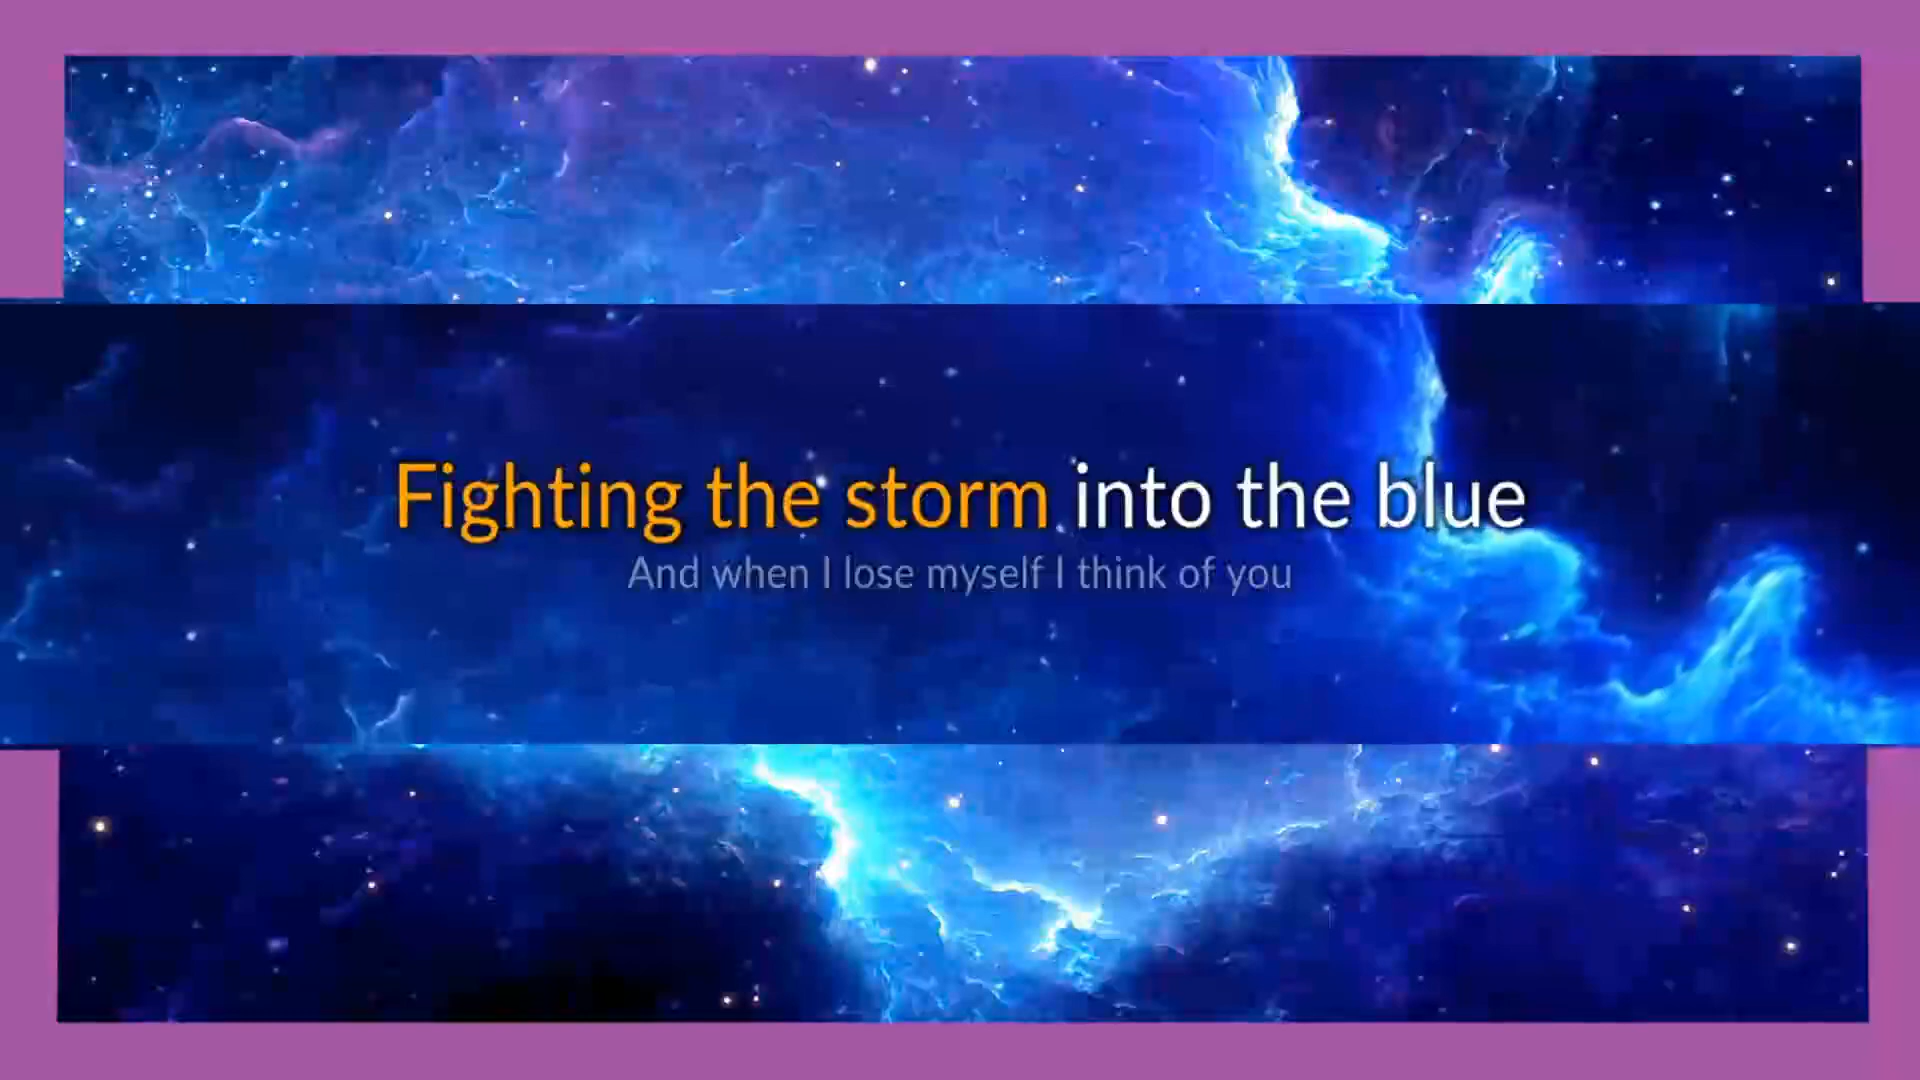 Fighting the storm into the blue
And when I lose myself I think of you